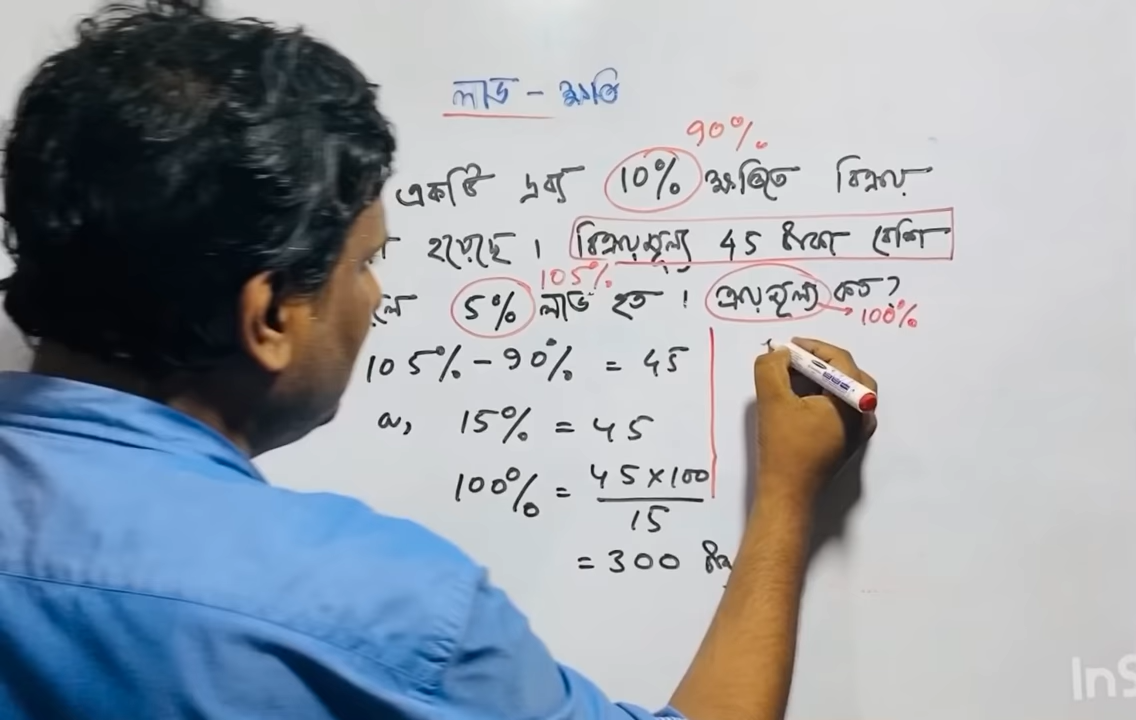 লাভ - ক্ষতি
90%
একটি দ্রব্য 10% ক্ষতিতে বিক্রয়
হয়েছে। বিক্রয়মূল্য 45 টাকা বেশি
105%
5% লাভ হত। ক্রয়মূল্য কত?
100%
105% - 90% = 45
বা, 15% = 45
100% = 45 × 100
15
= 300
InS